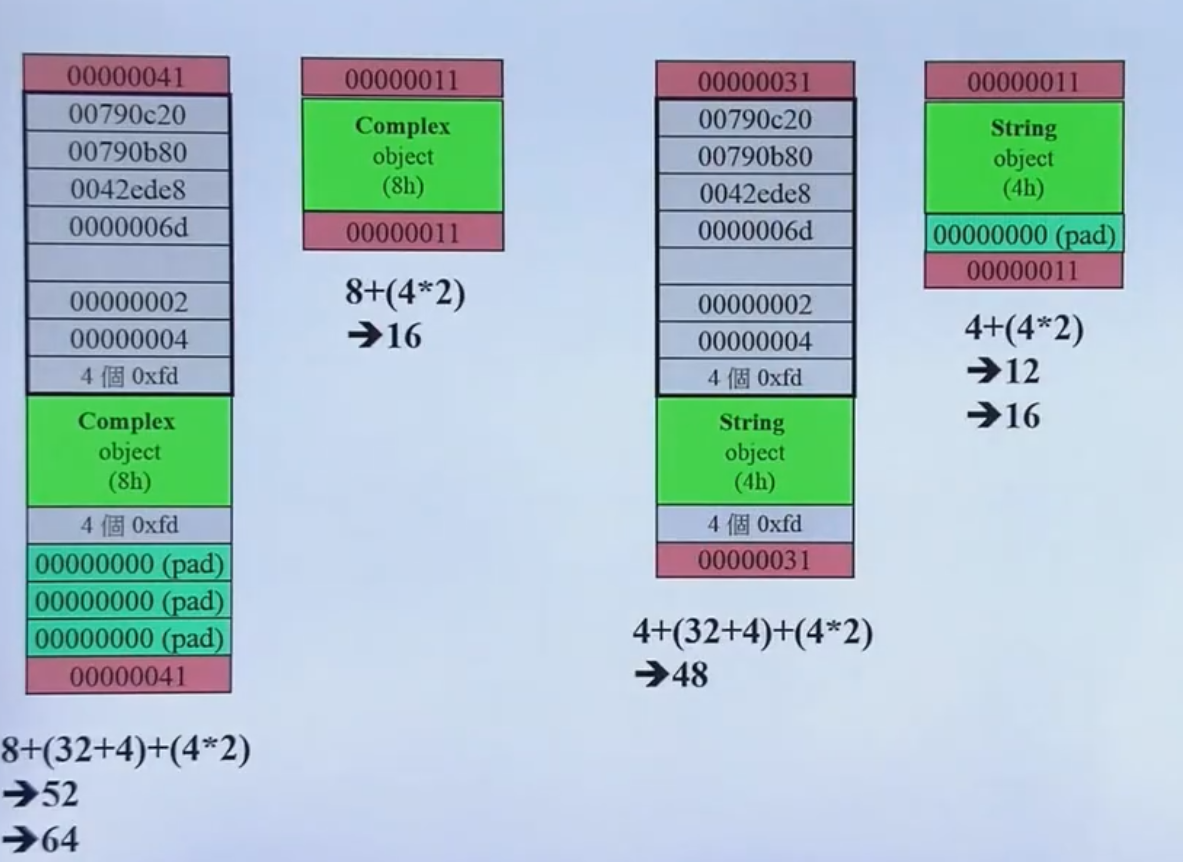 00000041
00790c20
00790b80
0042ede8
0000006d
00000002
00000004
4 個 0xfd
Complex
object
(8h)
4 個 0xfd
00000000 (pad)
00000000 (pad)
00000000 (pad)
00000041
8+(32+4)+(4*2)
➔52
➔64
00000011
Complex
object
(8h)
00000011
8+(4*2)
➔16
00000031
00790c20
00790b80
0042ede8
0000006d
00000002
00000004
4 個 0xfd
String
object
(4h)
4 個 0xfd
00000031
4+(32+4)+(4*2)
➔48
00000011
String
object
(4h)
00000000 (pad)
00000011
4+(4*2)
➔12
➔16